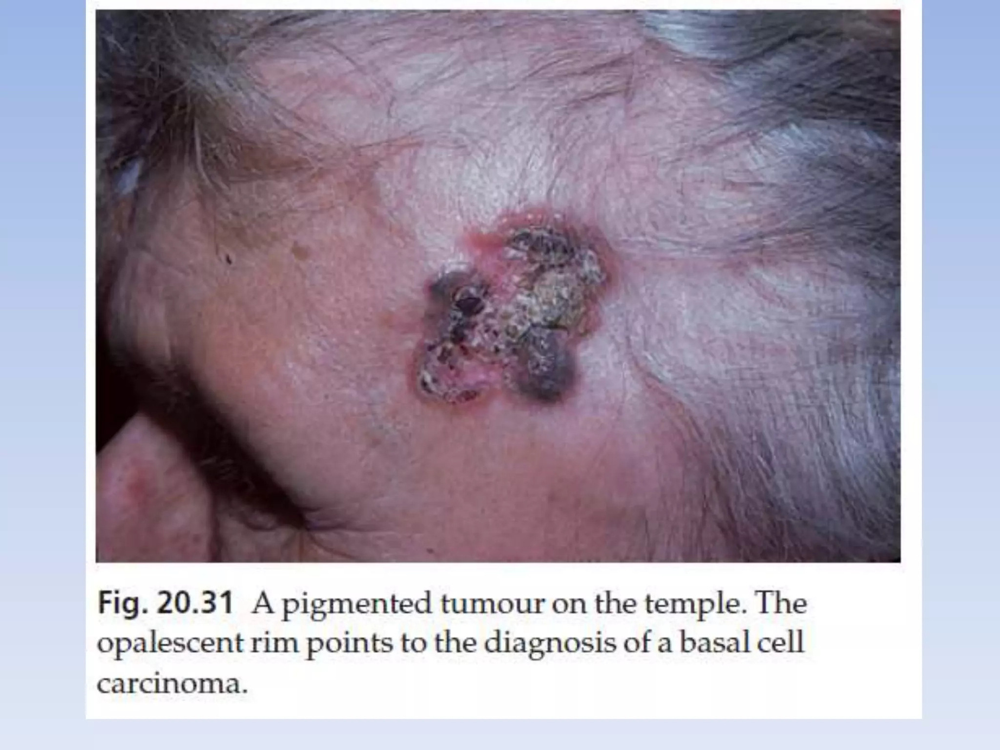 Fig. 20.31 A pigmented tumour on the temple. The
opalescent rim points to the diagnosis of a basal cell
carcinoma.